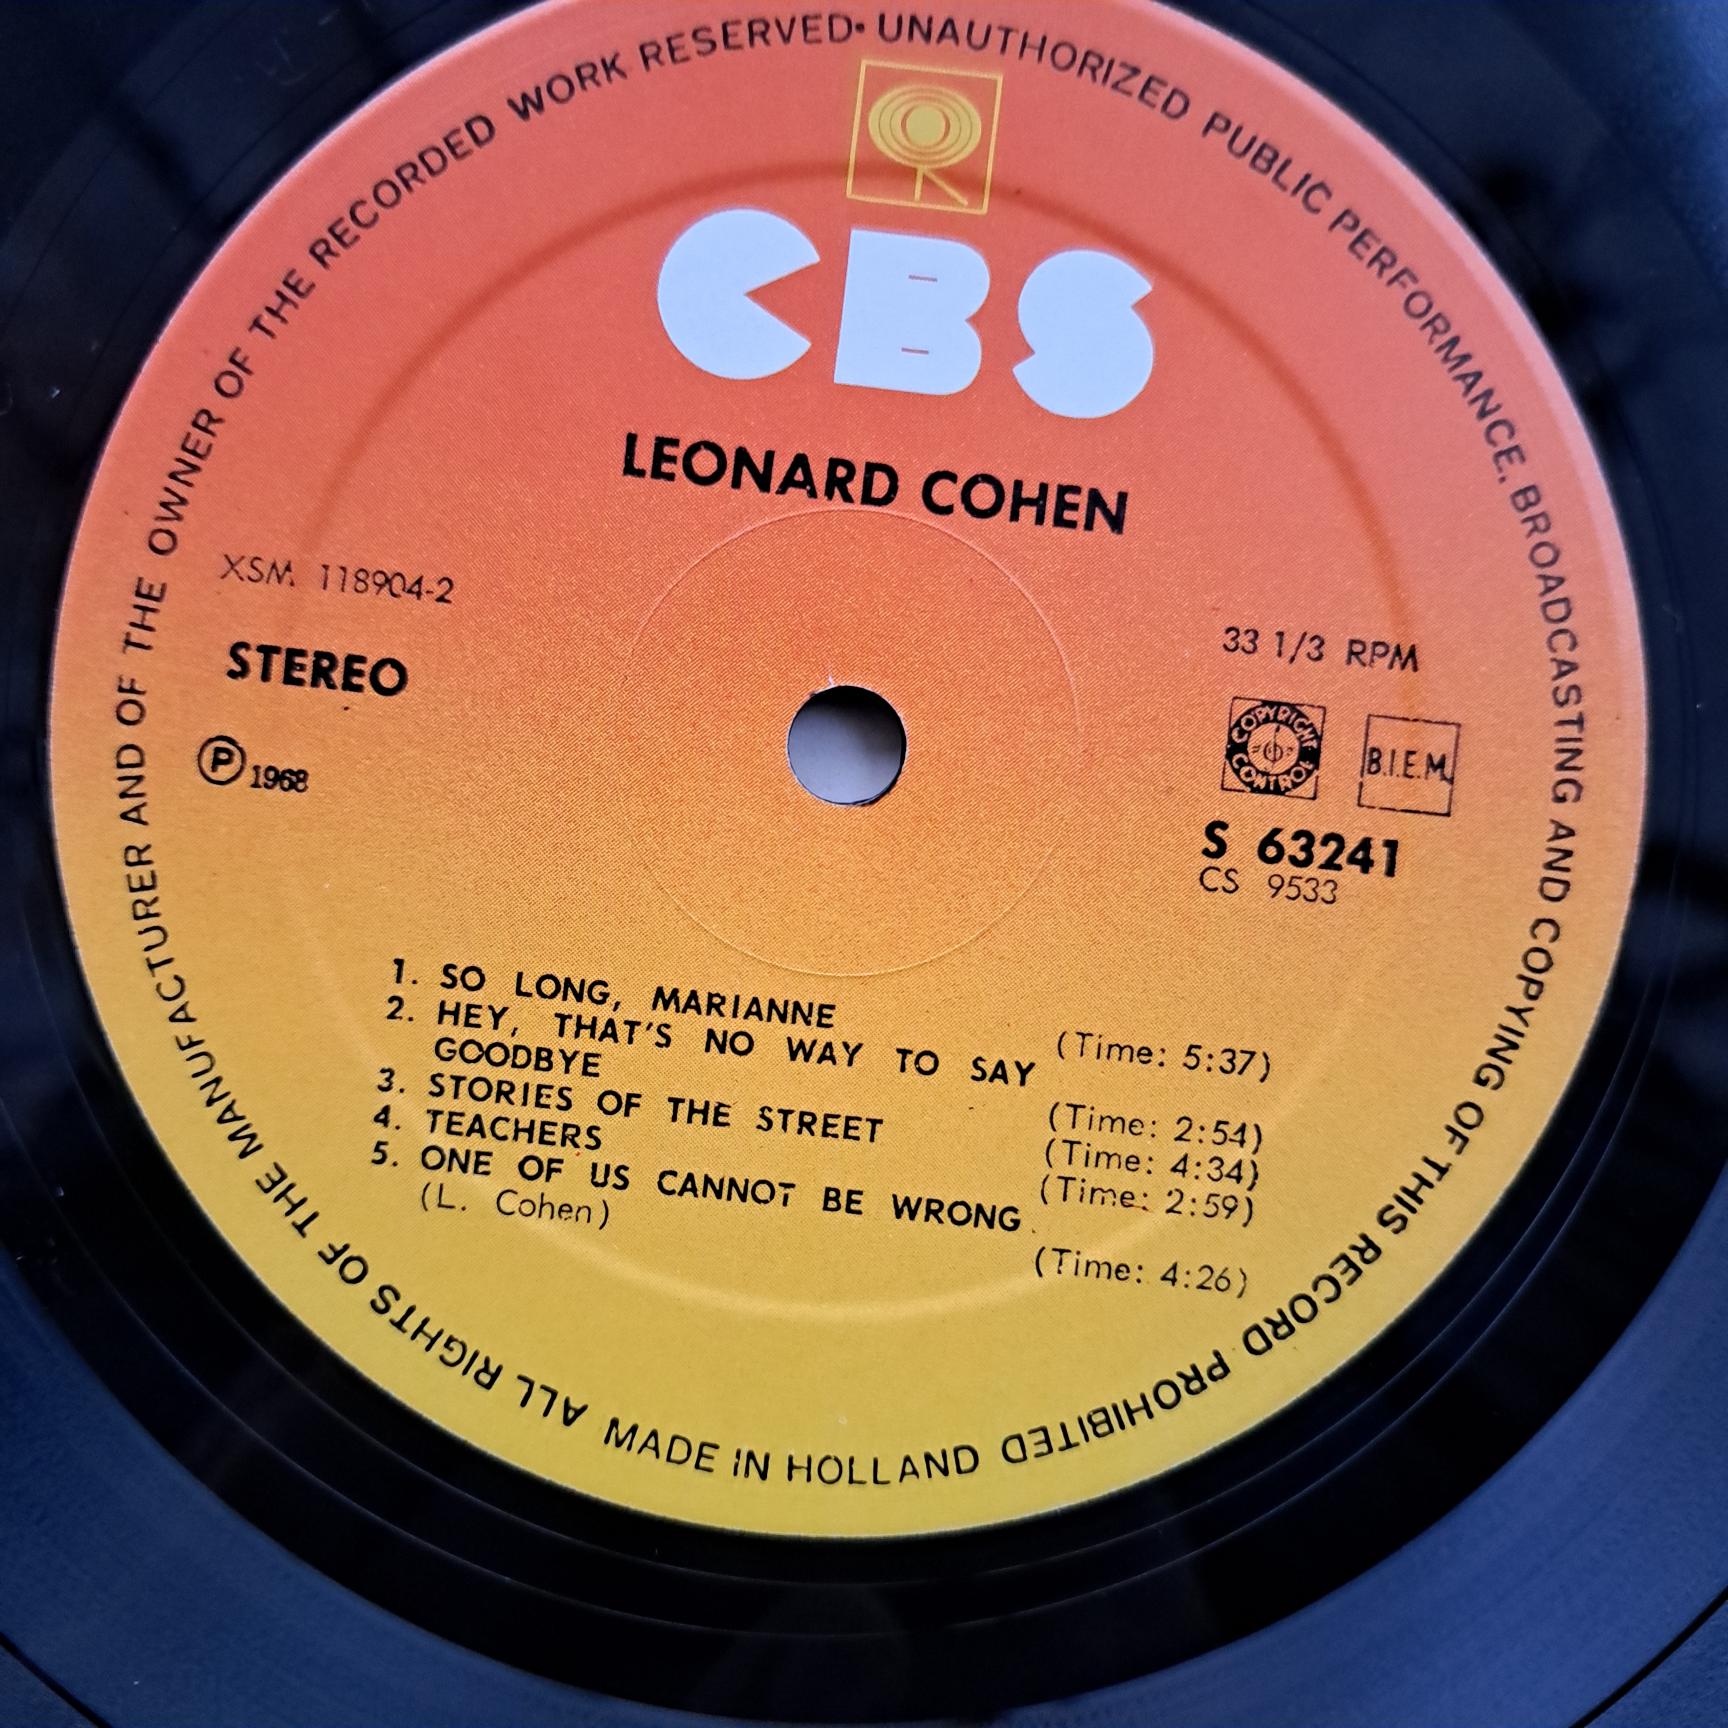 ALL RIGHTS OF THE MANUFACTURER AND OF THE OWNER OF THE RECORDED WORK RESERVED• UNAUTHORIZED PUBLIC PERFORMANCE, BROADCASTING AND COPYING OF THIS RECORD PROHIBITED
CBS
LEONARD COHEN
XSM 118904-2
STEREO
Ⓟ 1968
33 1/3 RPM
COPYRIGHT CONTROL
B.I.E.M.
S 63241
CS 9533
1. SO LONG, MARIANNE (Time: 5:37)
2. HEY, THAT'S NO WAY TO SAY
GOODBYE (Time: 2:54)
3. STORIES OF THE STREET (Time: 4:34)
4. TEACHERS (Time: 2:59)
5. ONE OF US CANNOT BE WRONG
(L. Cohen) (Time: 4:26)
MADE IN HOLLAND